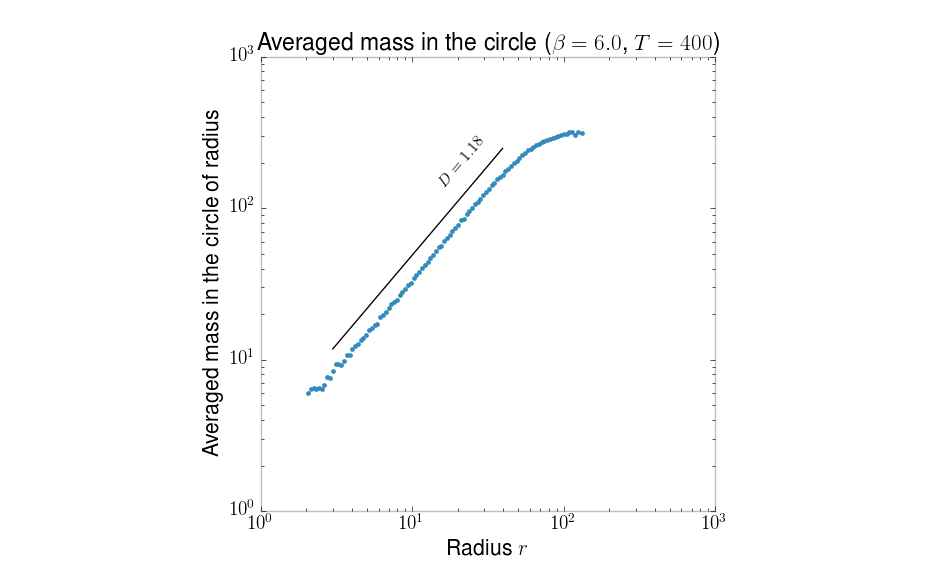 Averaged mass in the circle (β = 6.0, T = 400)
10³
10²
10¹
10⁰
Averaged mass in the circle of radius
D = 1.18
10⁰
10¹
10²
10³
Radius r